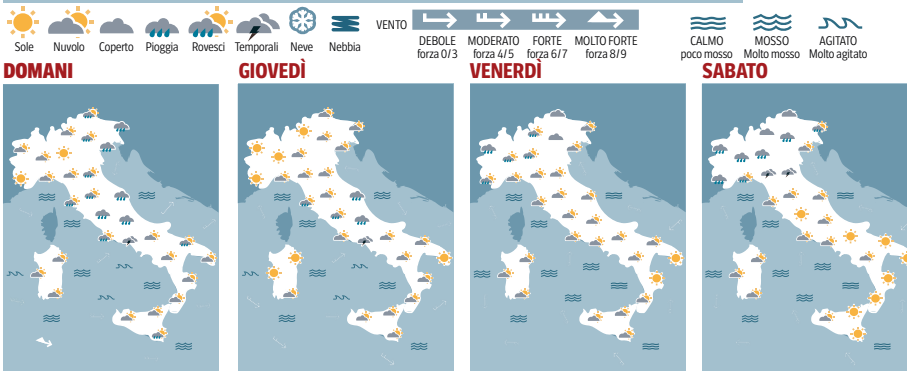 Sole Nuvolo Coperto Pioggia Rovesci Temporali Neve Nebbia
VENTO
DEBOLE
forza 0/3
MODERATO
forza 4/5
FORTE
forza 6/7
MOLTO FORTE
forza 8/9
CALMO
poco mosso
MOSSO
Molto mosso
AGITATO
Molto agitato
DOMANI
GIOVEDÌ
VENERDÌ
SABATO